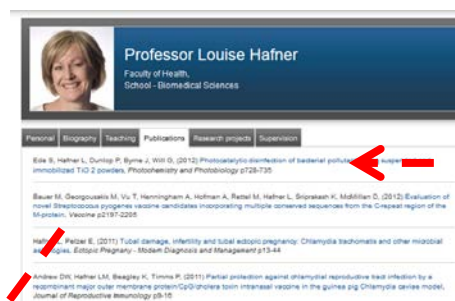 Professor Louise Hafner
Faculty of Health,
School - Biomedical Sciences
Personal Biography Teaching Publications Research projects Supervision
Ede S, Hafner L, Dunlop P, Byrne J, Will G, (2012) Photocatalytic disinfection of bacterial
immobilized TiO 2 powders, Photochemistry and Photobiology p728-735
Bauer M, Georgousakis M, Vu T, Henningham A, Hofman A, Rettel M, Hafner L, Sriprakash K, McMillan D, (2012) Evaluation of
novel Streptococcus pyogenes vaccine candidates incorporating multiple conserved sequences from the C-repeat region of the
M-protein, Vaccine p2197-2205
L, Pelzer E, (2011) Tubal damage, infertility and tubal ectopic pregnancy: Chlamydia trachomatis and other microbial
Ectopic Pregnancy - Modern Diagnosis and Management p13-44
Andrew DW, Hafner LM, Beagley K, Timms P, (2011) Partial protection against chlamydial reproductive tract infection by a
recombinant major outer membrane protein/CpG/cholera toxin intranasal vaccine in the guinea pig Chlamydia caviae model,
Journal of Reproductive Immunology p9-16